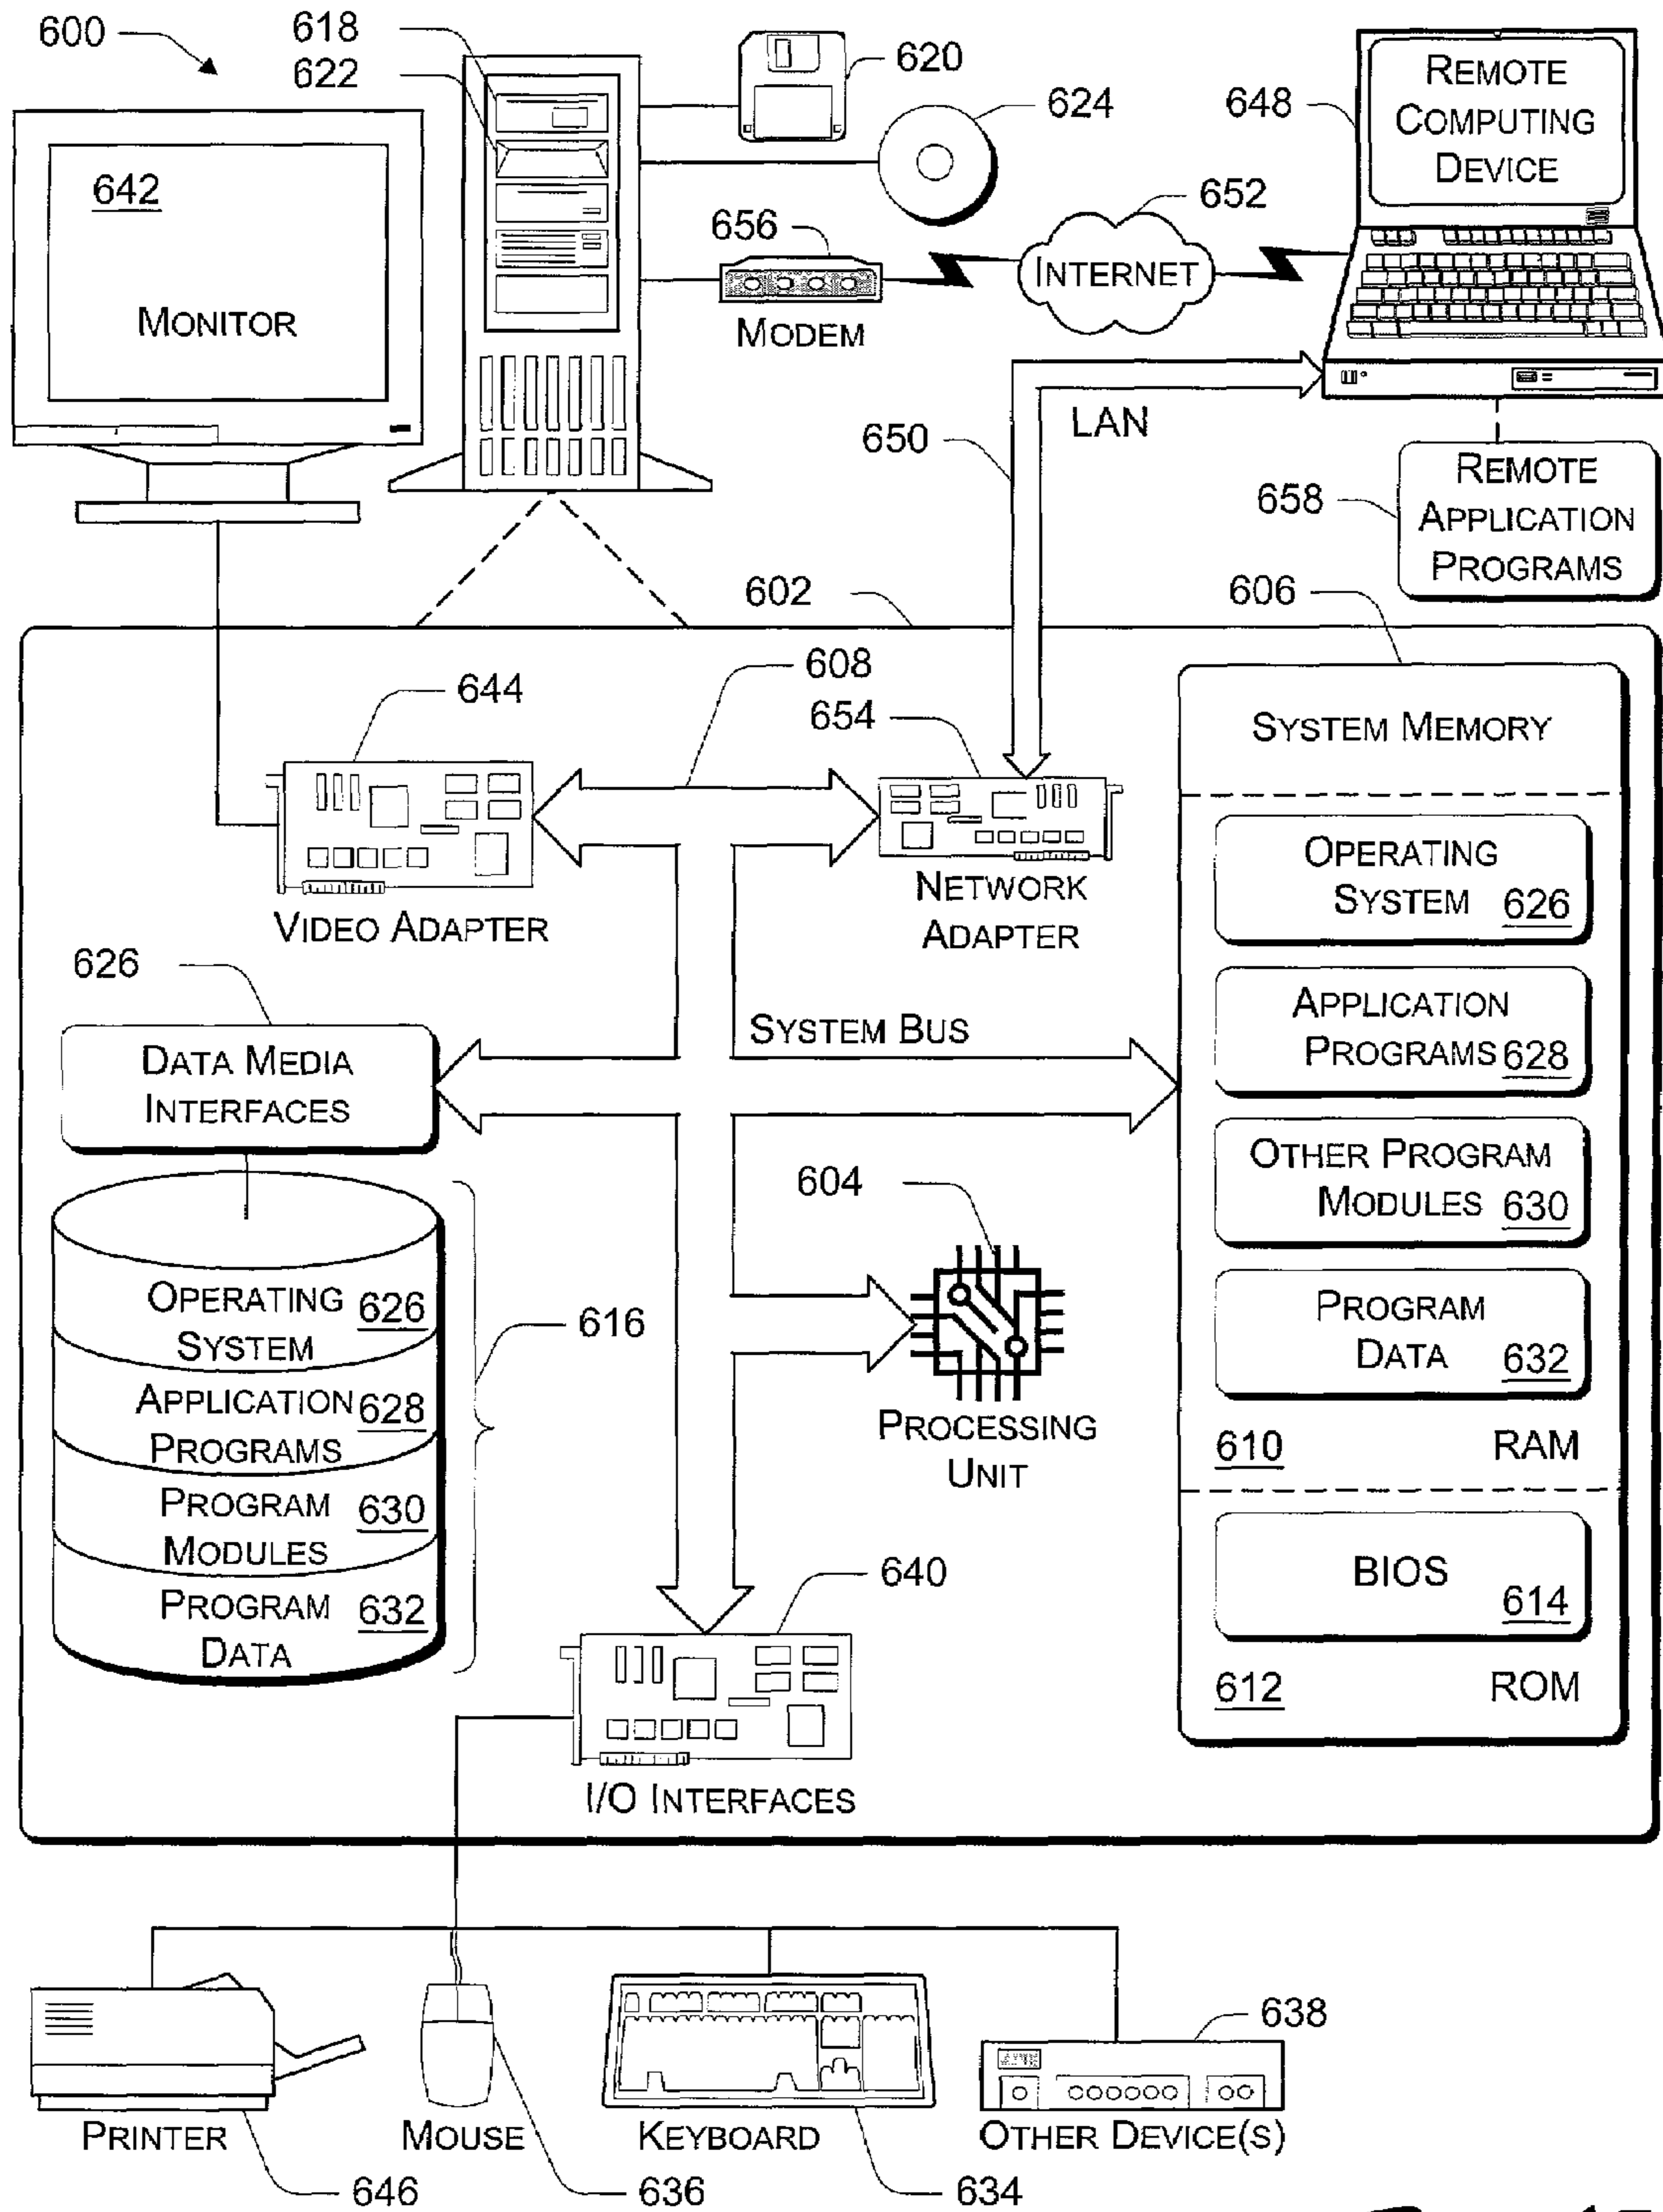 600
618
622
620
624
648
REMOTE
COMPUTING
DEVICE
642
MONITOR
656
MODEM
652
INTERNET
LAN
650
658
REMOTE
APPLICATION
PROGRAMS
602
606
608
644
654
VIDEO ADAPTER
NETWORK
ADAPTER
SYSTEM MEMORY
OPERATING
SYSTEM 626
APPLICATION
PROGRAMS 628
OTHER PROGRAM
MODULES 630
PROGRAM
DATA 632
610 RAM
BIOS
614
612 ROM
626
DATA MEDIA
INTERFACES
SYSTEM BUS
604
PROCESSING
UNIT
OPERATING 626
SYSTEM
APPLICATION 628
PROGRAMS
PROGRAM 630
MODULES
PROGRAM 632
DATA
616
640
I/O INTERFACES
638
PRINTER
MOUSE
KEYBOARD
OTHER DEVICE(S)
646
636
634